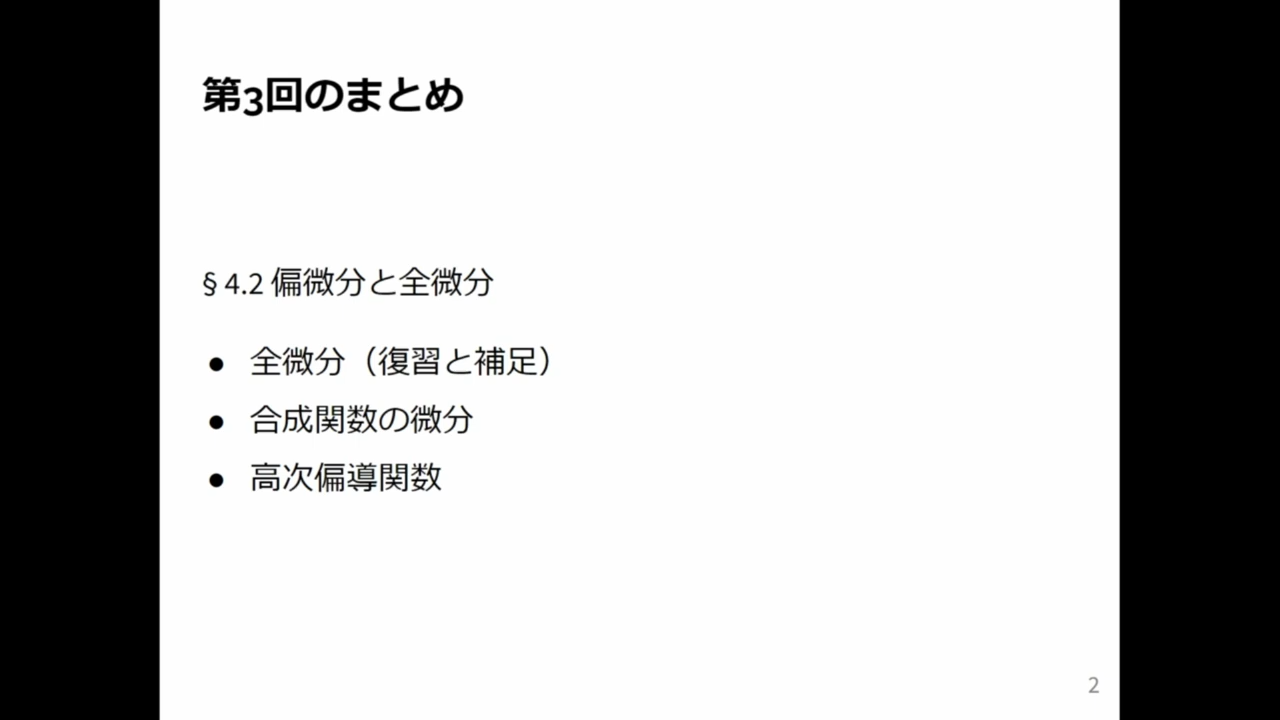 第3回のまとめ
§ 4.2 偏微分と全微分
● 全微分（復習と補足）
● 合成関数の微分
● 高次偏導関数
2